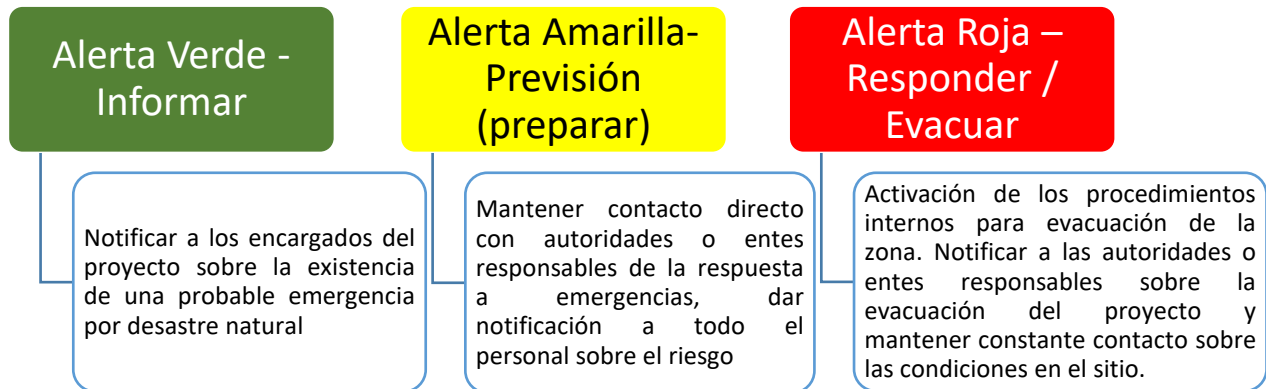 Alerta Verde -
Informar
Notificar a los encargados del
proyecto sobre la existencia
de una probable emergencia
por desastre natural
Alerta Amarilla-
Previsión
(preparar)
Mantener contacto directo
con autoridades o entes
responsables de la respuesta
a emergencias, dar
notificación a todo el
personal sobre el riesgo
Alerta Roja –
Responder /
Evacuar
Activación de los procedimientos
internos para evacuación de la
zona. Notificar a las autoridades o
entes responsables sobre la
evacuación del proyecto y
mantener constante contacto sobre
las condiciones en el sitio.